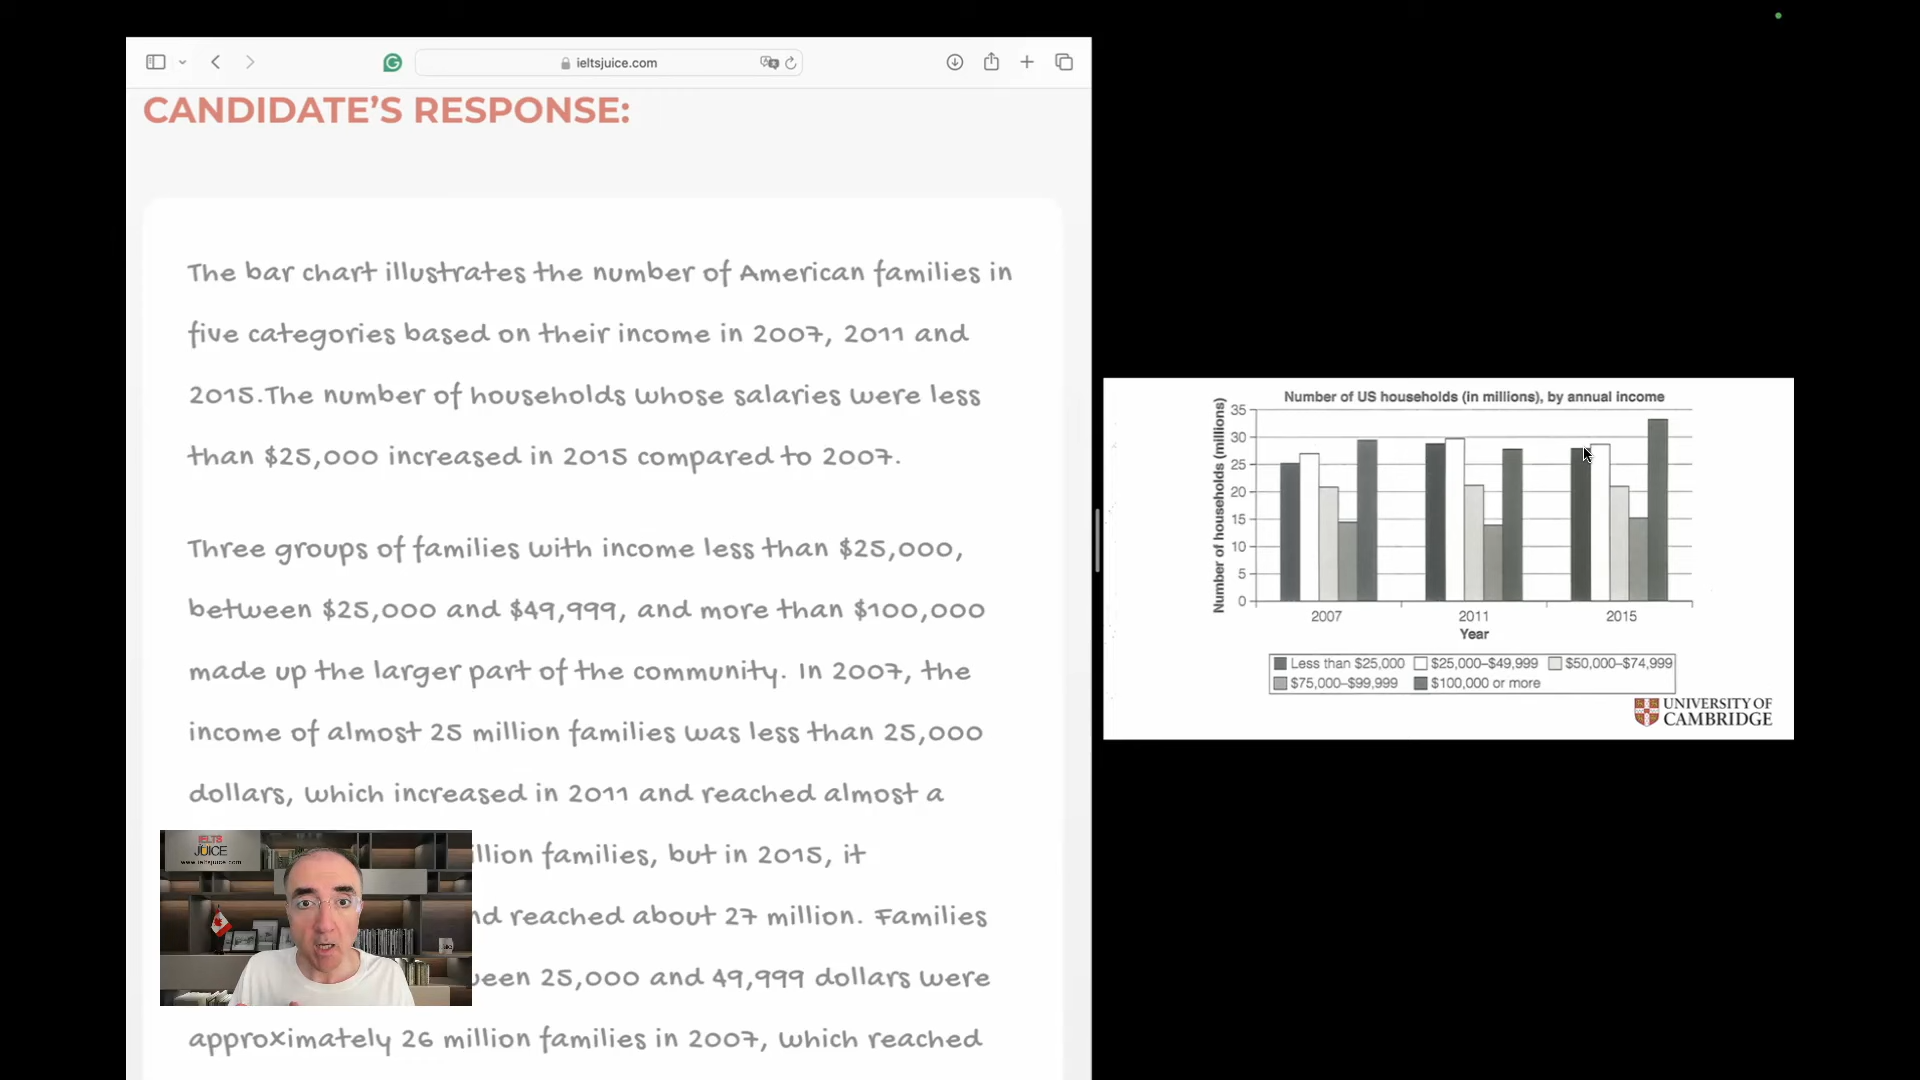 ieltsjuice.com
CANDIDATE'S RESPONSE:
The bar chart illustrates the number of American families in
five categories based on their income in 2007, 2011 and
2015.The number of households whose salaries were less
than $25,000 increased in 2015 compared to 2007.
Three groups of families with income less than $25,000,
between $25,000 and $49,999, and more than $100,000
made up the larger part of the community. In 2007, the
income of almost 25 million families was less than 25,000
dollars, which increased in 2011 and reached almost a
llion families, but in 2015, it
nd reached about 27 million. Families
een 25,000 and 49,999 dollars were
approximately 26 million families in 2007, which reached
IELTS
JUICE
www.ieltsjuice.com
Number of US households (in millions), by annual income
Number of households (millions)
35
30
25
20
15
10
5
0
2007 2011 2015
Year
Less than $25,000 $25,000–$49,999 $50,000–$74,999
$75,000–$99,999 $100,000 or more
UNIVERSITY OF
CAMBRIDGE